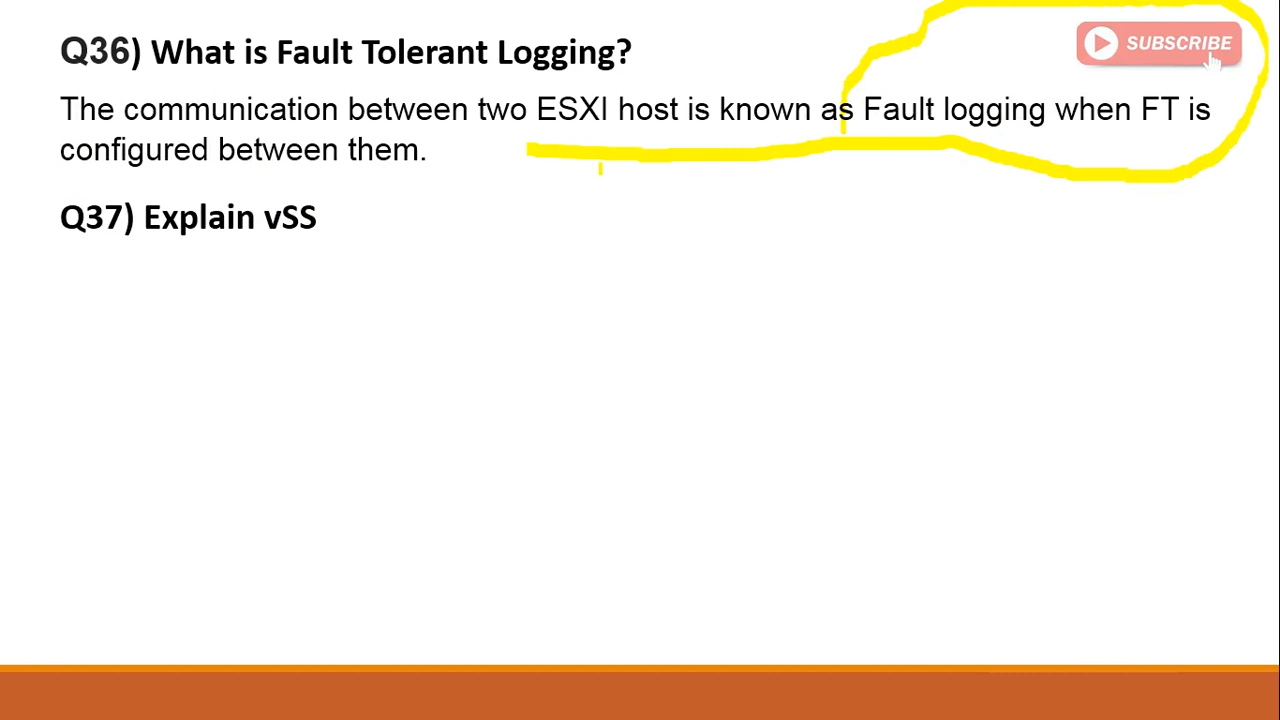 Q36) What is Fault Tolerant Logging?
SUBSCRIBE
The communication between two ESXI host is known as Fault logging when FT is
configured between them.
Q37) Explain vSS